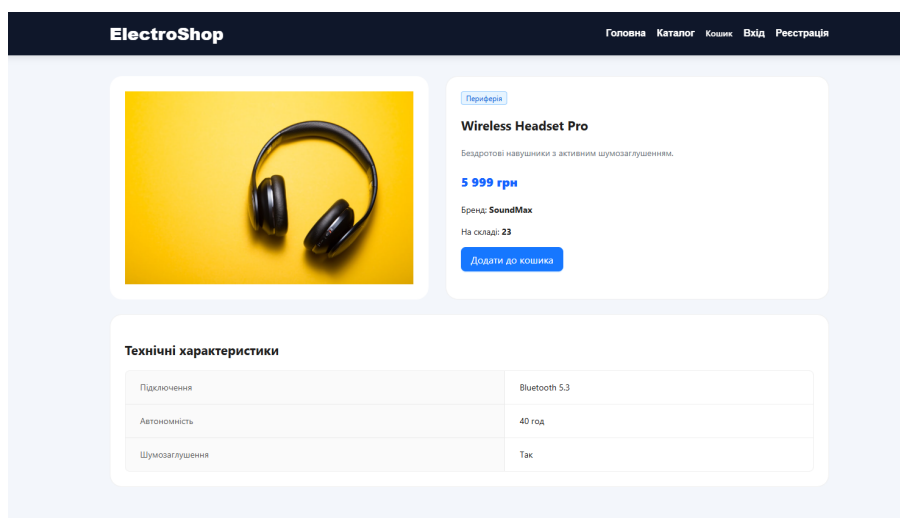 ElectroShop
Головна Каталог Кошик Вхід Реєстрація
Периферія
Wireless Headset Pro
Бездротові навушники з активним шумозаглушенням.
5 999 грн
Бренд: SoundMax
На складі: 23
Додати до кошика
Технічні характеристики
Підключення Bluetooth 5.3
Автономність 40 год
Шумозаглушення Так